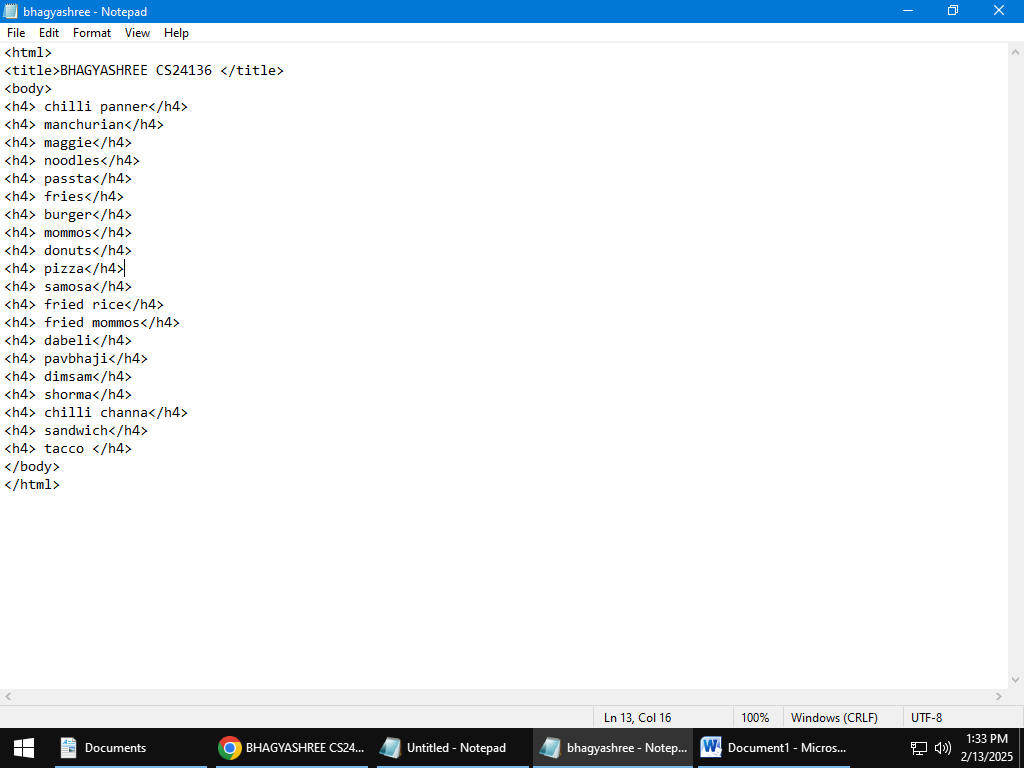 bhagyashree - Notepad
File Edit Format View Help
<html>
<title>BHAGYASHREE CS24136 </title>
<body>
<h4> chilli panner</h4>
<h4> manchurian</h4>
<h4> maggie</h4>
<h4> noodles</h4>
<h4> passta</h4>
<h4> fries</h4>
<h4> burger</h4>
<h4> mommos</h4>
<h4> donuts</h4>
<h4> pizza</h4>
<h4> samosa</h4>
<h4> fried rice</h4>
<h4> fried mommos</h4>
<h4> dabeli</h4>
<h4> pavbhaji</h4>
<h4> dimsam</h4>
<h4> shorma</h4>
<h4> chilli channa</h4>
<h4> sandwich</h4>
<h4> tacco </h4>
</body>
</html>
Ln 13, Col 16 100% Windows (CRLF) UTF-8
Documents BHAGYASHREE CS24... Untitled - Notepad bhagyashree - Notep... Document1 - Micros... 1:33 PM
2/13/2025